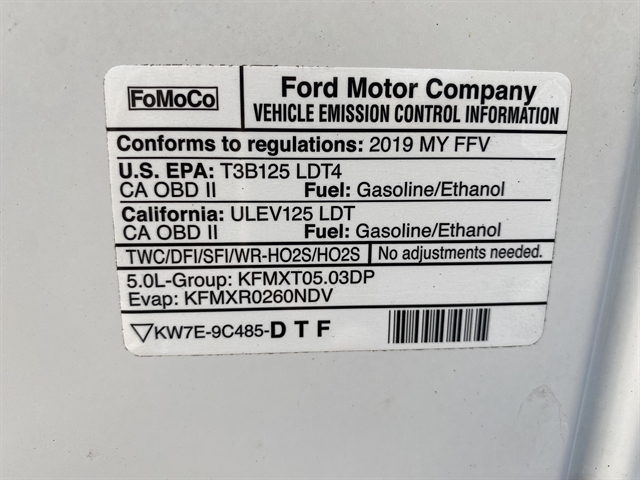 FoMoCo
Ford Motor Company
VEHICLE EMISSION CONTROL INFORMATION
Conforms to regulations: 2019 MY FFV
U.S. EPA: T3B125 LDT4
CA OBD II Fuel: Gasoline/Ethanol
California: ULEV125 LDT
CA OBD II Fuel: Gasoline/Ethanol
TWC/DFI/SFI/WR-HO2S/HO2S No adjustments needed.
5.0L-Group: KFMXT05.03DP
Evap: KFMXR0260NDV
KW7E-9C485-D T F